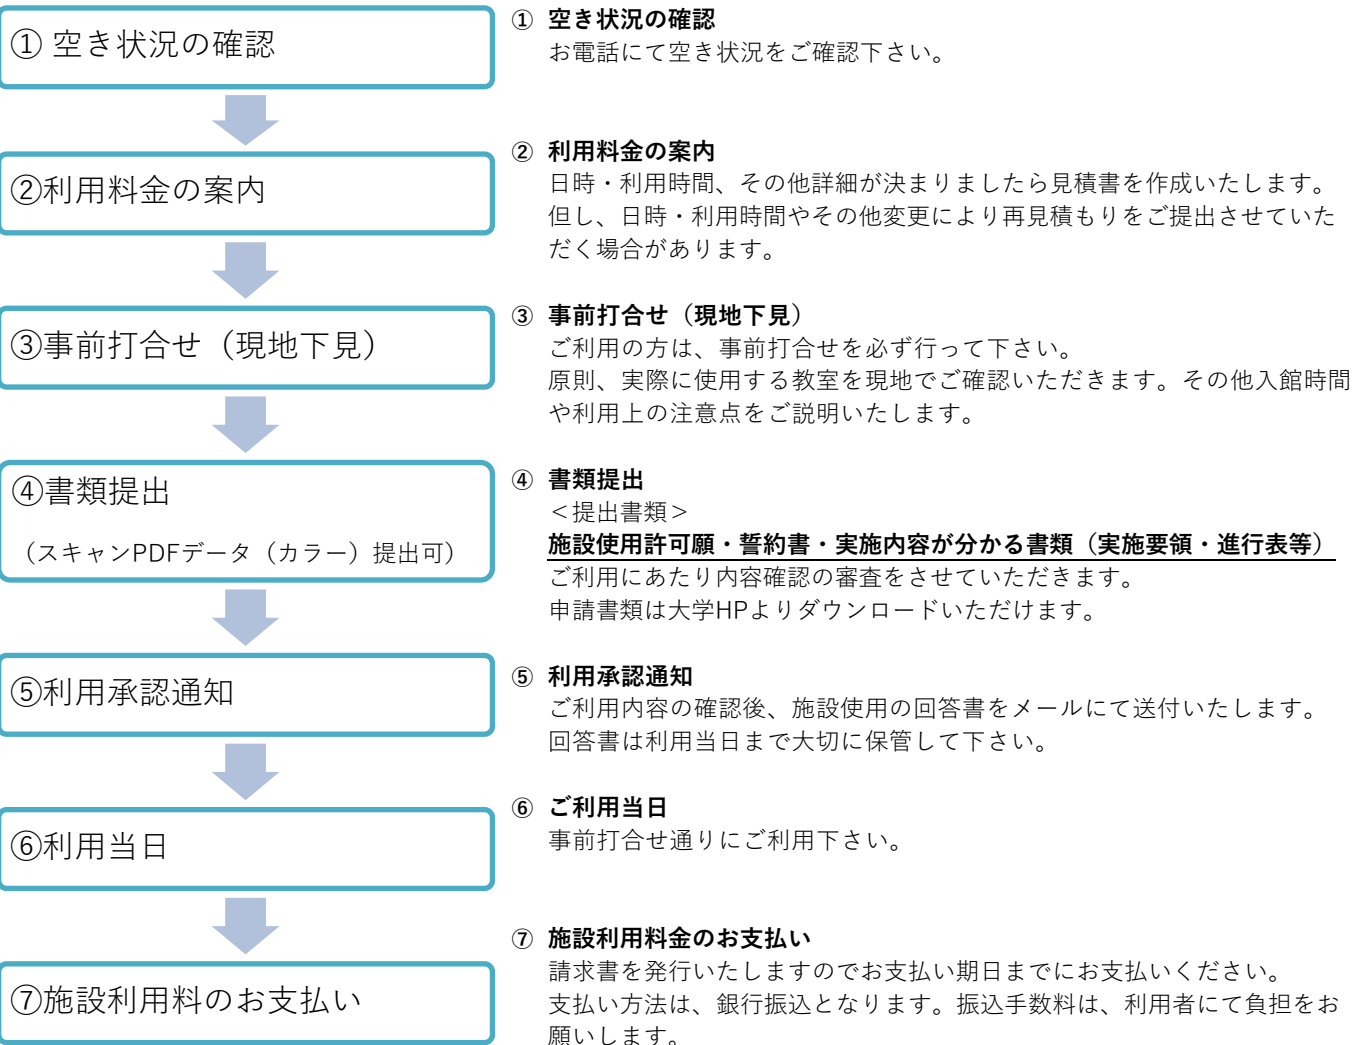 ① 空き状況の確認
②利用料金の案内
③事前打合せ（現地下見）
④書類提出
（スキャンPDFデータ（カラー）提出可）
⑤利用承認通知
⑥利用当日
⑦施設利用料のお支払い
① 空き状況の確認
お電話にて空き状況をご確認下さい。
② 利用料金の案内
日時・利用時間、その他詳細が決まりましたら見積書を作成いたします。
但し、日時・利用時間やその他変更により再見積もりをご提出させていた
だく場合があります。
③ 事前打合せ（現地下見）
ご利用の方は、事前打合せを必ず行って下さい。
原則、実際に使用する教室を現地でご確認いただきます。その他入館時間
や利用上の注意点をご説明いたします。
④ 書類提出
＜提出書類＞
施設使用許可願・誓約書・実施内容が分かる書類（実施要領・進行表等）
ご利用にあたり内容確認の審査をさせていただきます。
申請書類は大学HPよりダウンロードいただけます。
⑤ 利用承認通知
ご利用内容の確認後、施設使用の回答書をメールにて送付いたします。
回答書は利用当日まで大切に保管して下さい。
⑥ ご利用当日
事前打合せ通りにご利用下さい。
⑦ 施設利用料金のお支払い
請求書を発行いたしますのでお支払い期日までにお支払いください。
支払い方法は、銀行振込となります。振込手数料は、利用者にて負担をお
願いします。